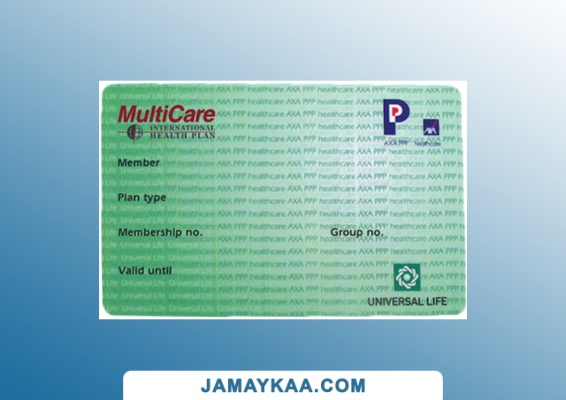 MultiCare
INTERNATIONAL
HEALTH PLAN
AXA PPP healthcare
Member
Plan type
Membership no. Group no.
Valid until
UNIVERSAL LIFE
JAMAYKAA.COM